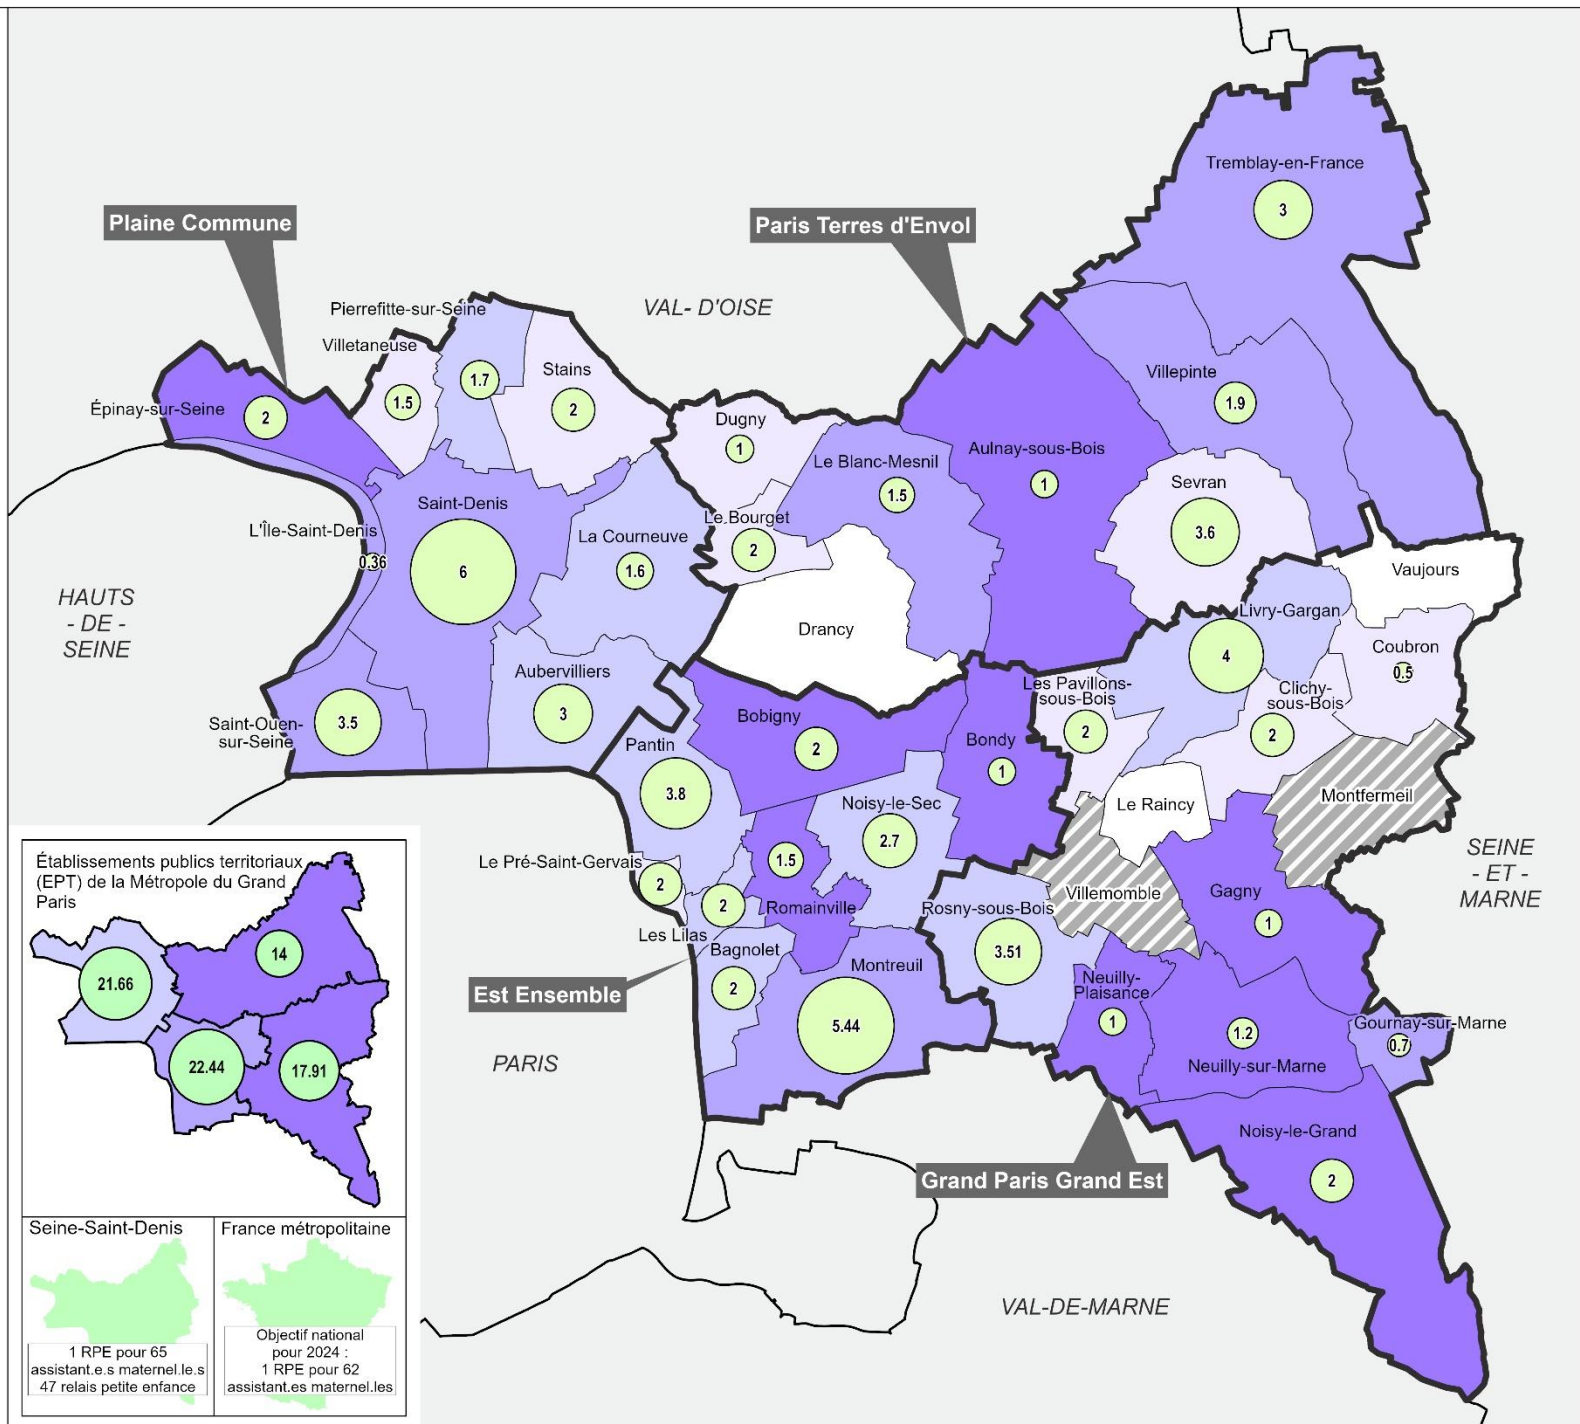 Tremblay-en-France
3
Plaine Commune
Paris Terres d'Envol
VAL- D'OISE
Pierrefitte-sur-Seine
1.7
Villetaneuse
1.5
Stains
2
Épinay-sur-Seine
2
Villepinte
1.9
Dugny
1
Le Blanc-Mesnil
1.5
Aulnay-sous-Bois
1
Sevran
3.6
Saint-Denis
6
L'Île-Saint-Denis
0.36
La Courneuve
1.6
Le Bourget
2
Vaujours
HAUTS
- DE -
SEINE
Drancy
Livry-Gargan
4
Coubron
0.5
Aubervilliers
3
Les Pavillons-
sous-Bois
2
Clichy-
sous-Bois
2
Saint-Ouen-
sur-Seine
3.5
Bobigny
2
Bondy
1
Pantin
3.8
Le Raincy
Montfermeil
Noisy-le-Sec
2.7
SEINE
- ET -
MARNE
Le Pré-Saint-Gervais
2
1.5
Romainville
Villemomble
Gagny
1
Les Lilas
2
Rosny-sous-Bois
3.51
Bagnolet
2
Montreuil
5.44
Neuilly-
Plaisance
1
1.2
Neuilly-sur-Marne
Gournay-sur-Marne
0.7
Est Ensemble
PARIS
Noisy-le-Grand
2
Grand Paris Grand Est
VAL-DE-MARNE
Établissements publics territoriaux
(EPT) de la Métropole du Grand
Paris
14
21.66
22.44
17.91
Seine-Saint-Denis
1 RPE pour 65
assistant.e.s maternel.le.s
47 relais petite enfance
France métropolitaine
Objectif national
pour 2024 :
1 RPE pour 62
assistant.es maternel.les